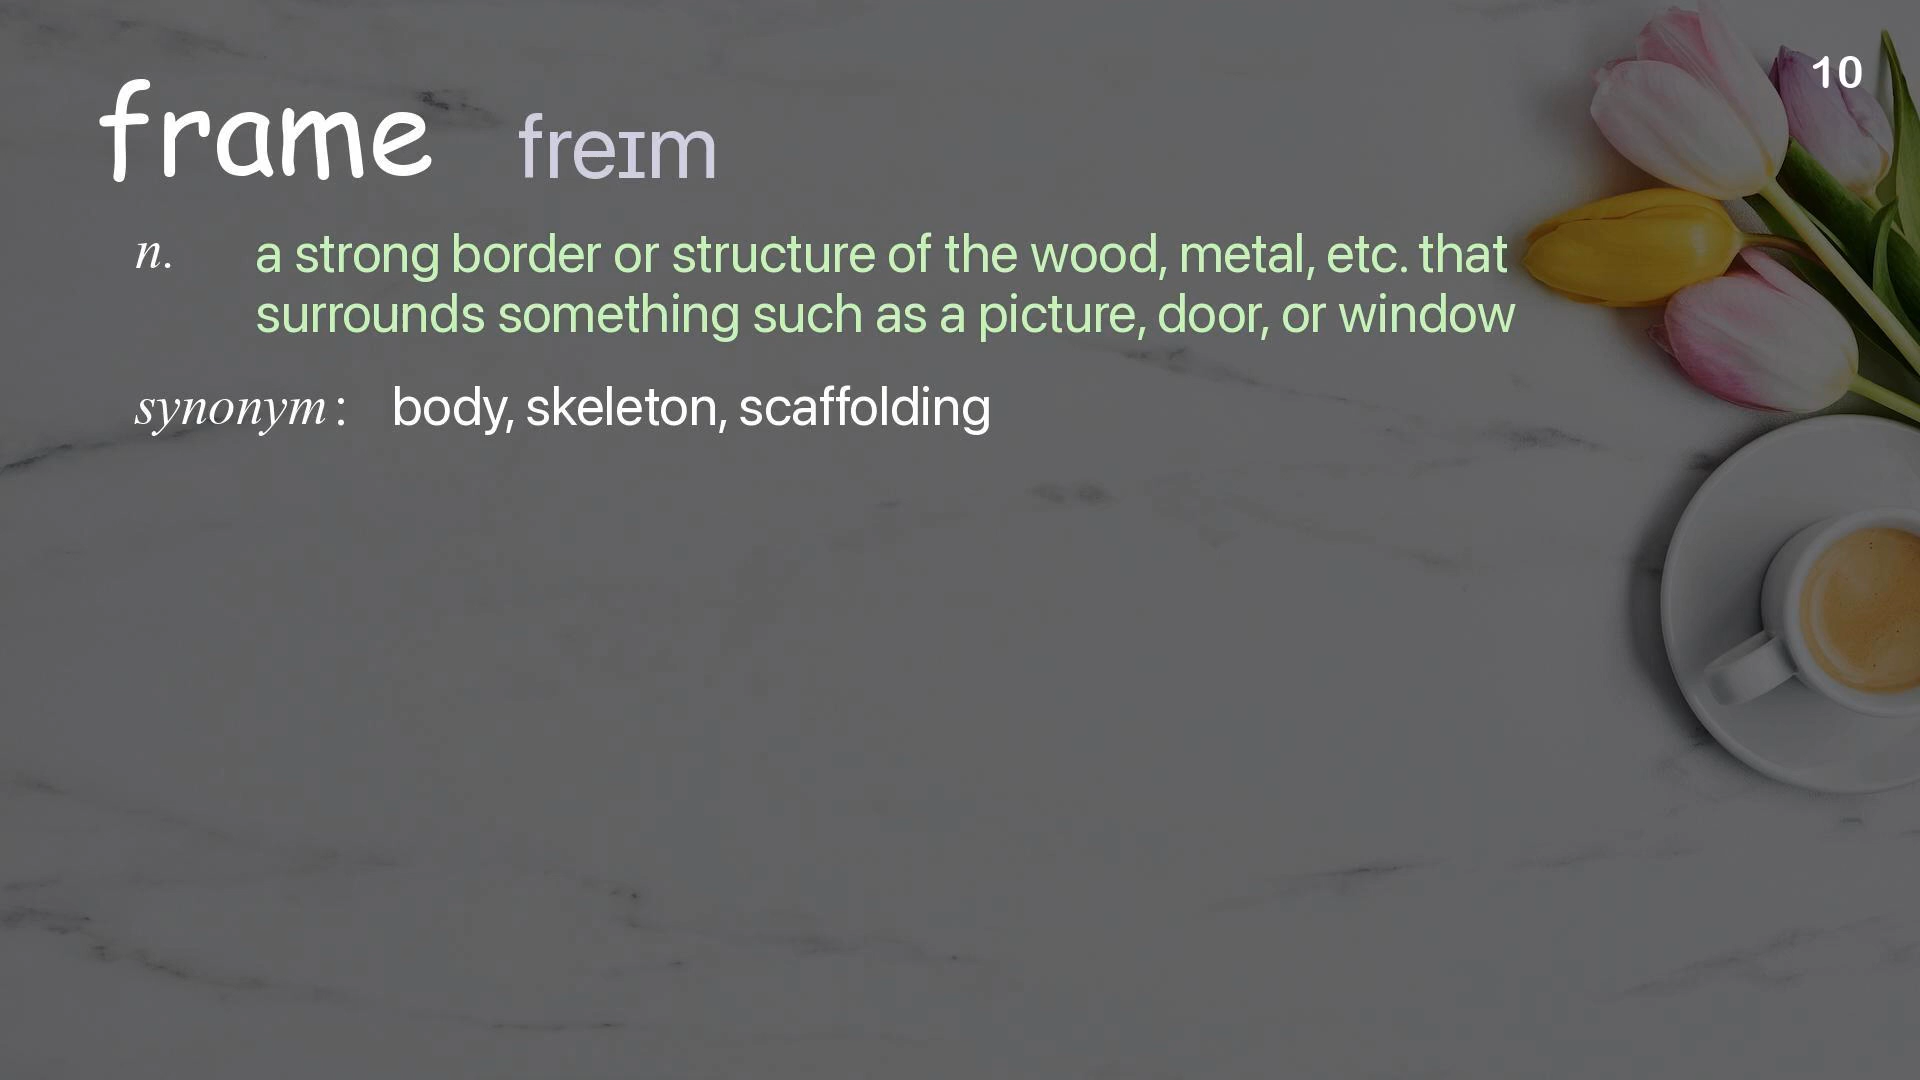 10
frame freɪm
n. a strong border or structure of the wood, metal, etc. that
surrounds something such as a picture, door, or window
synonym: body, skeleton, scaffolding